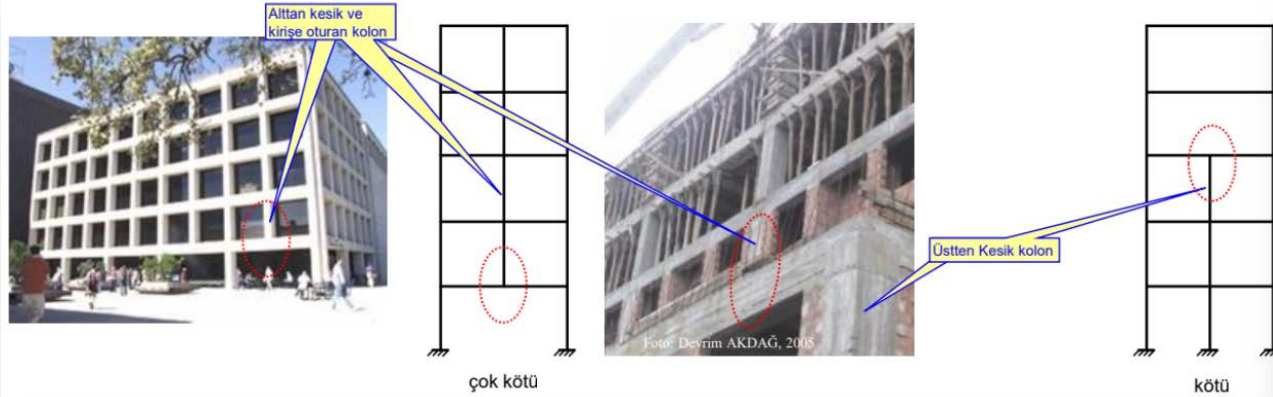 Alttan kesik ve
kirişe oturan kolon
Üstten Kesik kolon
Foto: Devrim AKDAĞ, 2005
çok kötü
kötü